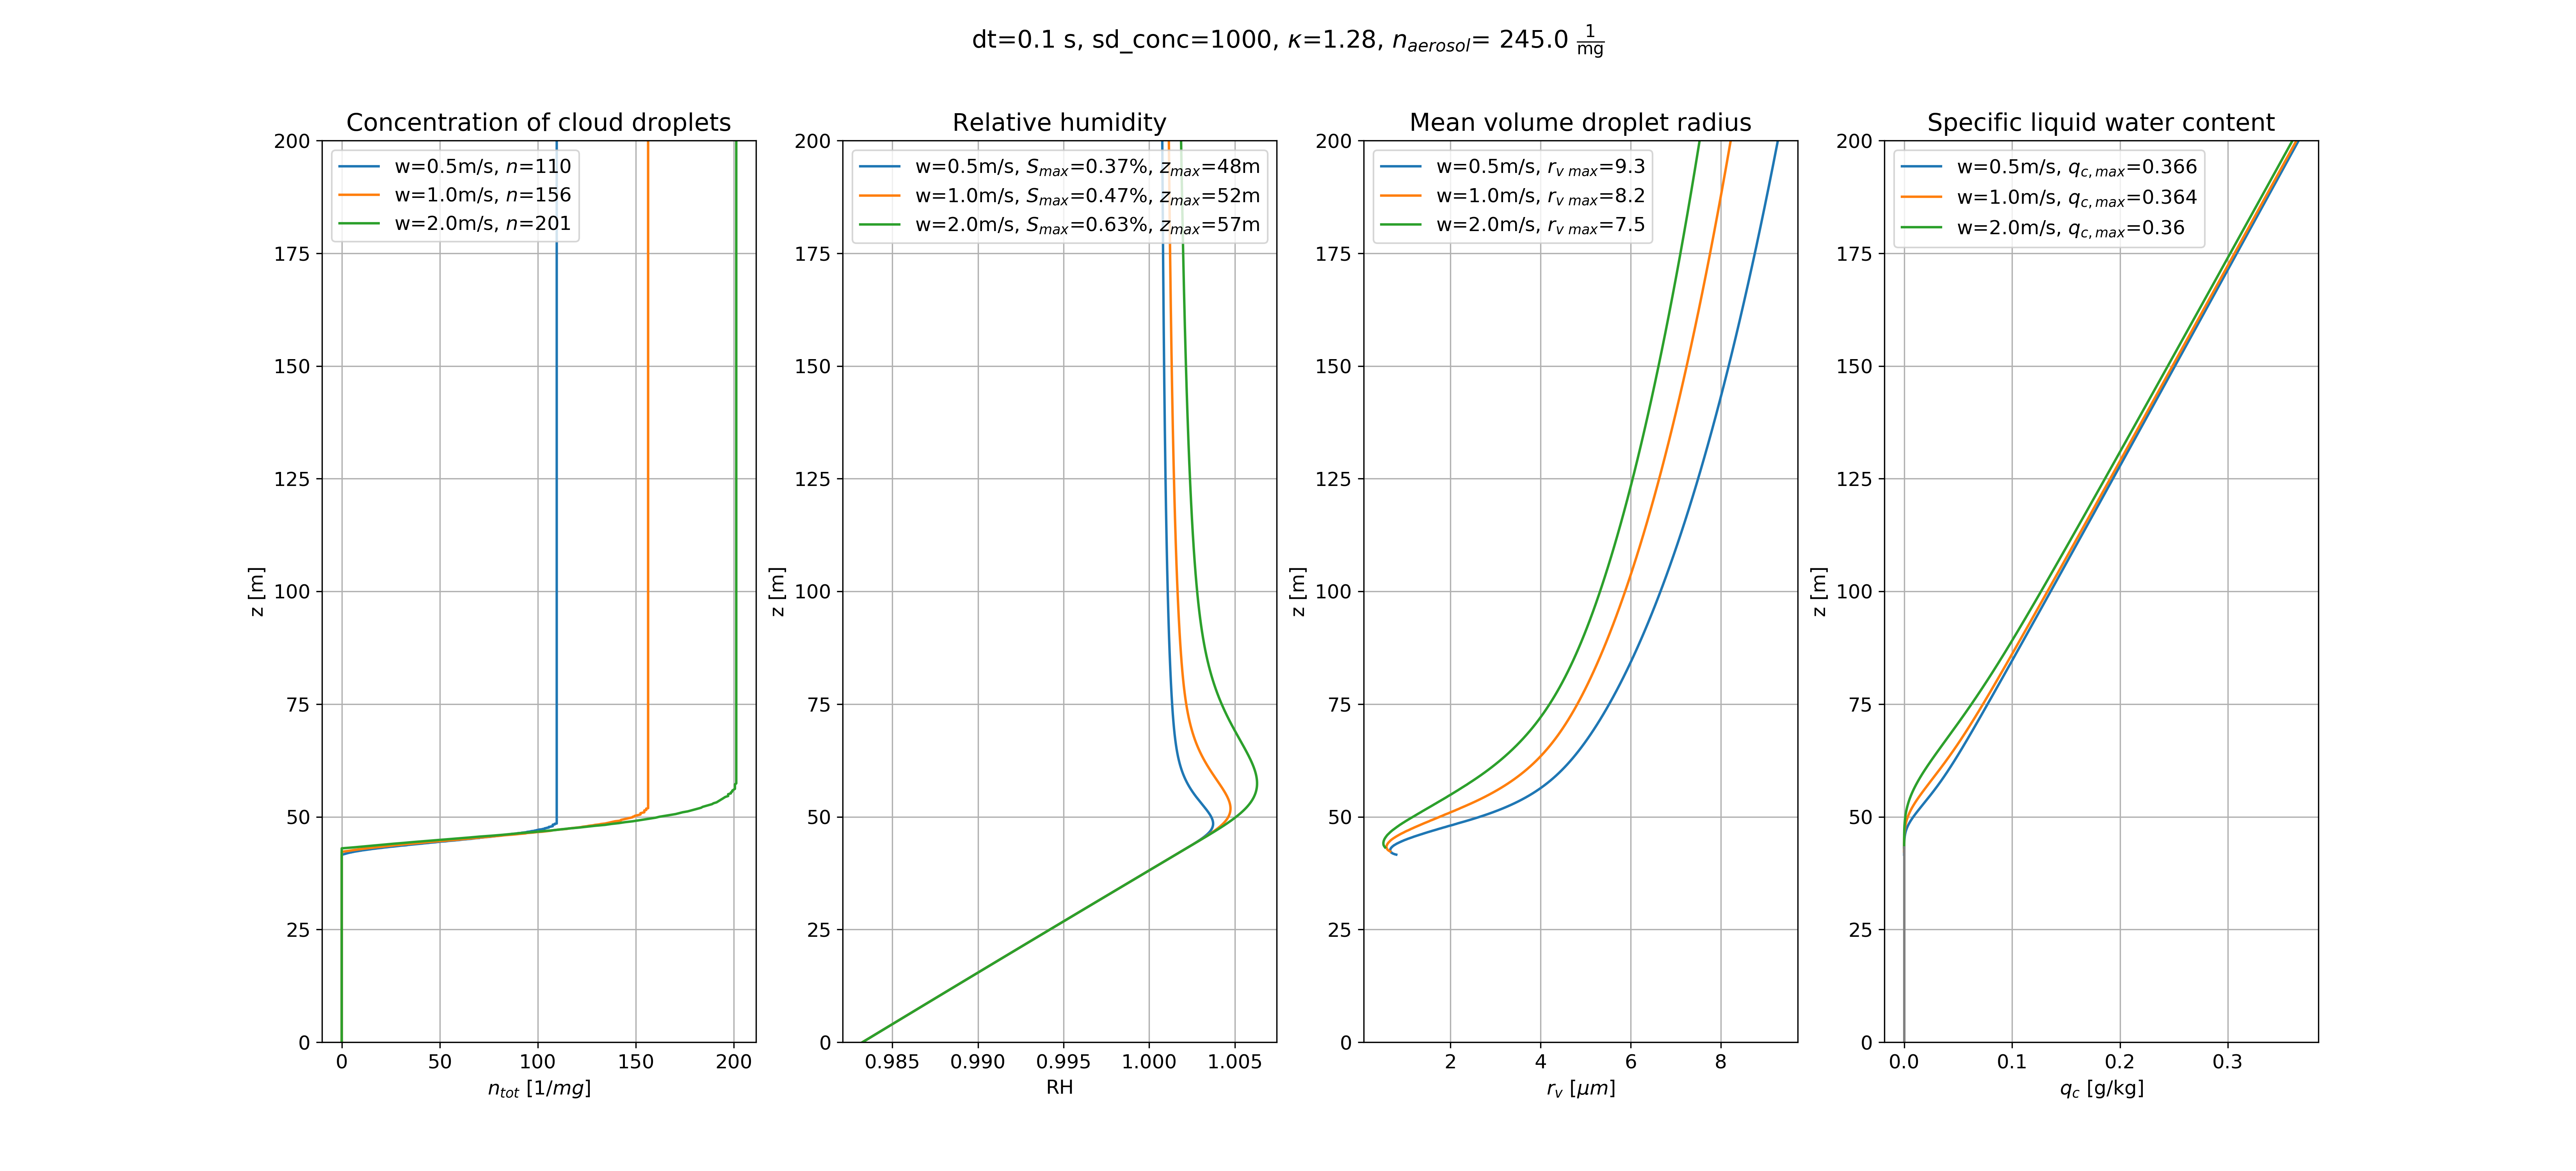 dt=0.1 s, sd_conc=1000, κ=1.28, n_aerosol= 245.0 1/mg
Concentration of cloud droplets
w=0.5m/s, n=110
w=1.0m/s, n=156
w=2.0m/s, n=201
200
175
150
125
100
75
50
25
0
z [m]
0 50 100 150 200
n_tot [1/mg]
Relative humidity
w=0.5m/s, S_max=0.37%, z_max=48m
w=1.0m/s, S_max=0.47%, z_max=52m
w=2.0m/s, S_max=0.63%, z_max=57m
200
175
150
125
100
75
50
25
0
z [m]
0.985 0.990 0.995 1.000 1.005
RH
Mean volume droplet radius
w=0.5m/s, r_v max=9.3
w=1.0m/s, r_v max=8.2
w=2.0m/s, r_v max=7.5
200
175
150
125
100
75
50
25
0
z [m]
2 4 6 8
r_v [μm]
Specific liquid water content
w=0.5m/s, q_c,max=0.366
w=1.0m/s, q_c,max=0.364
w=2.0m/s, q_c,max=0.36
200
175
150
125
100
75
50
25
0
z [m]
0.0 0.1 0.2 0.3
q_c [g/kg]